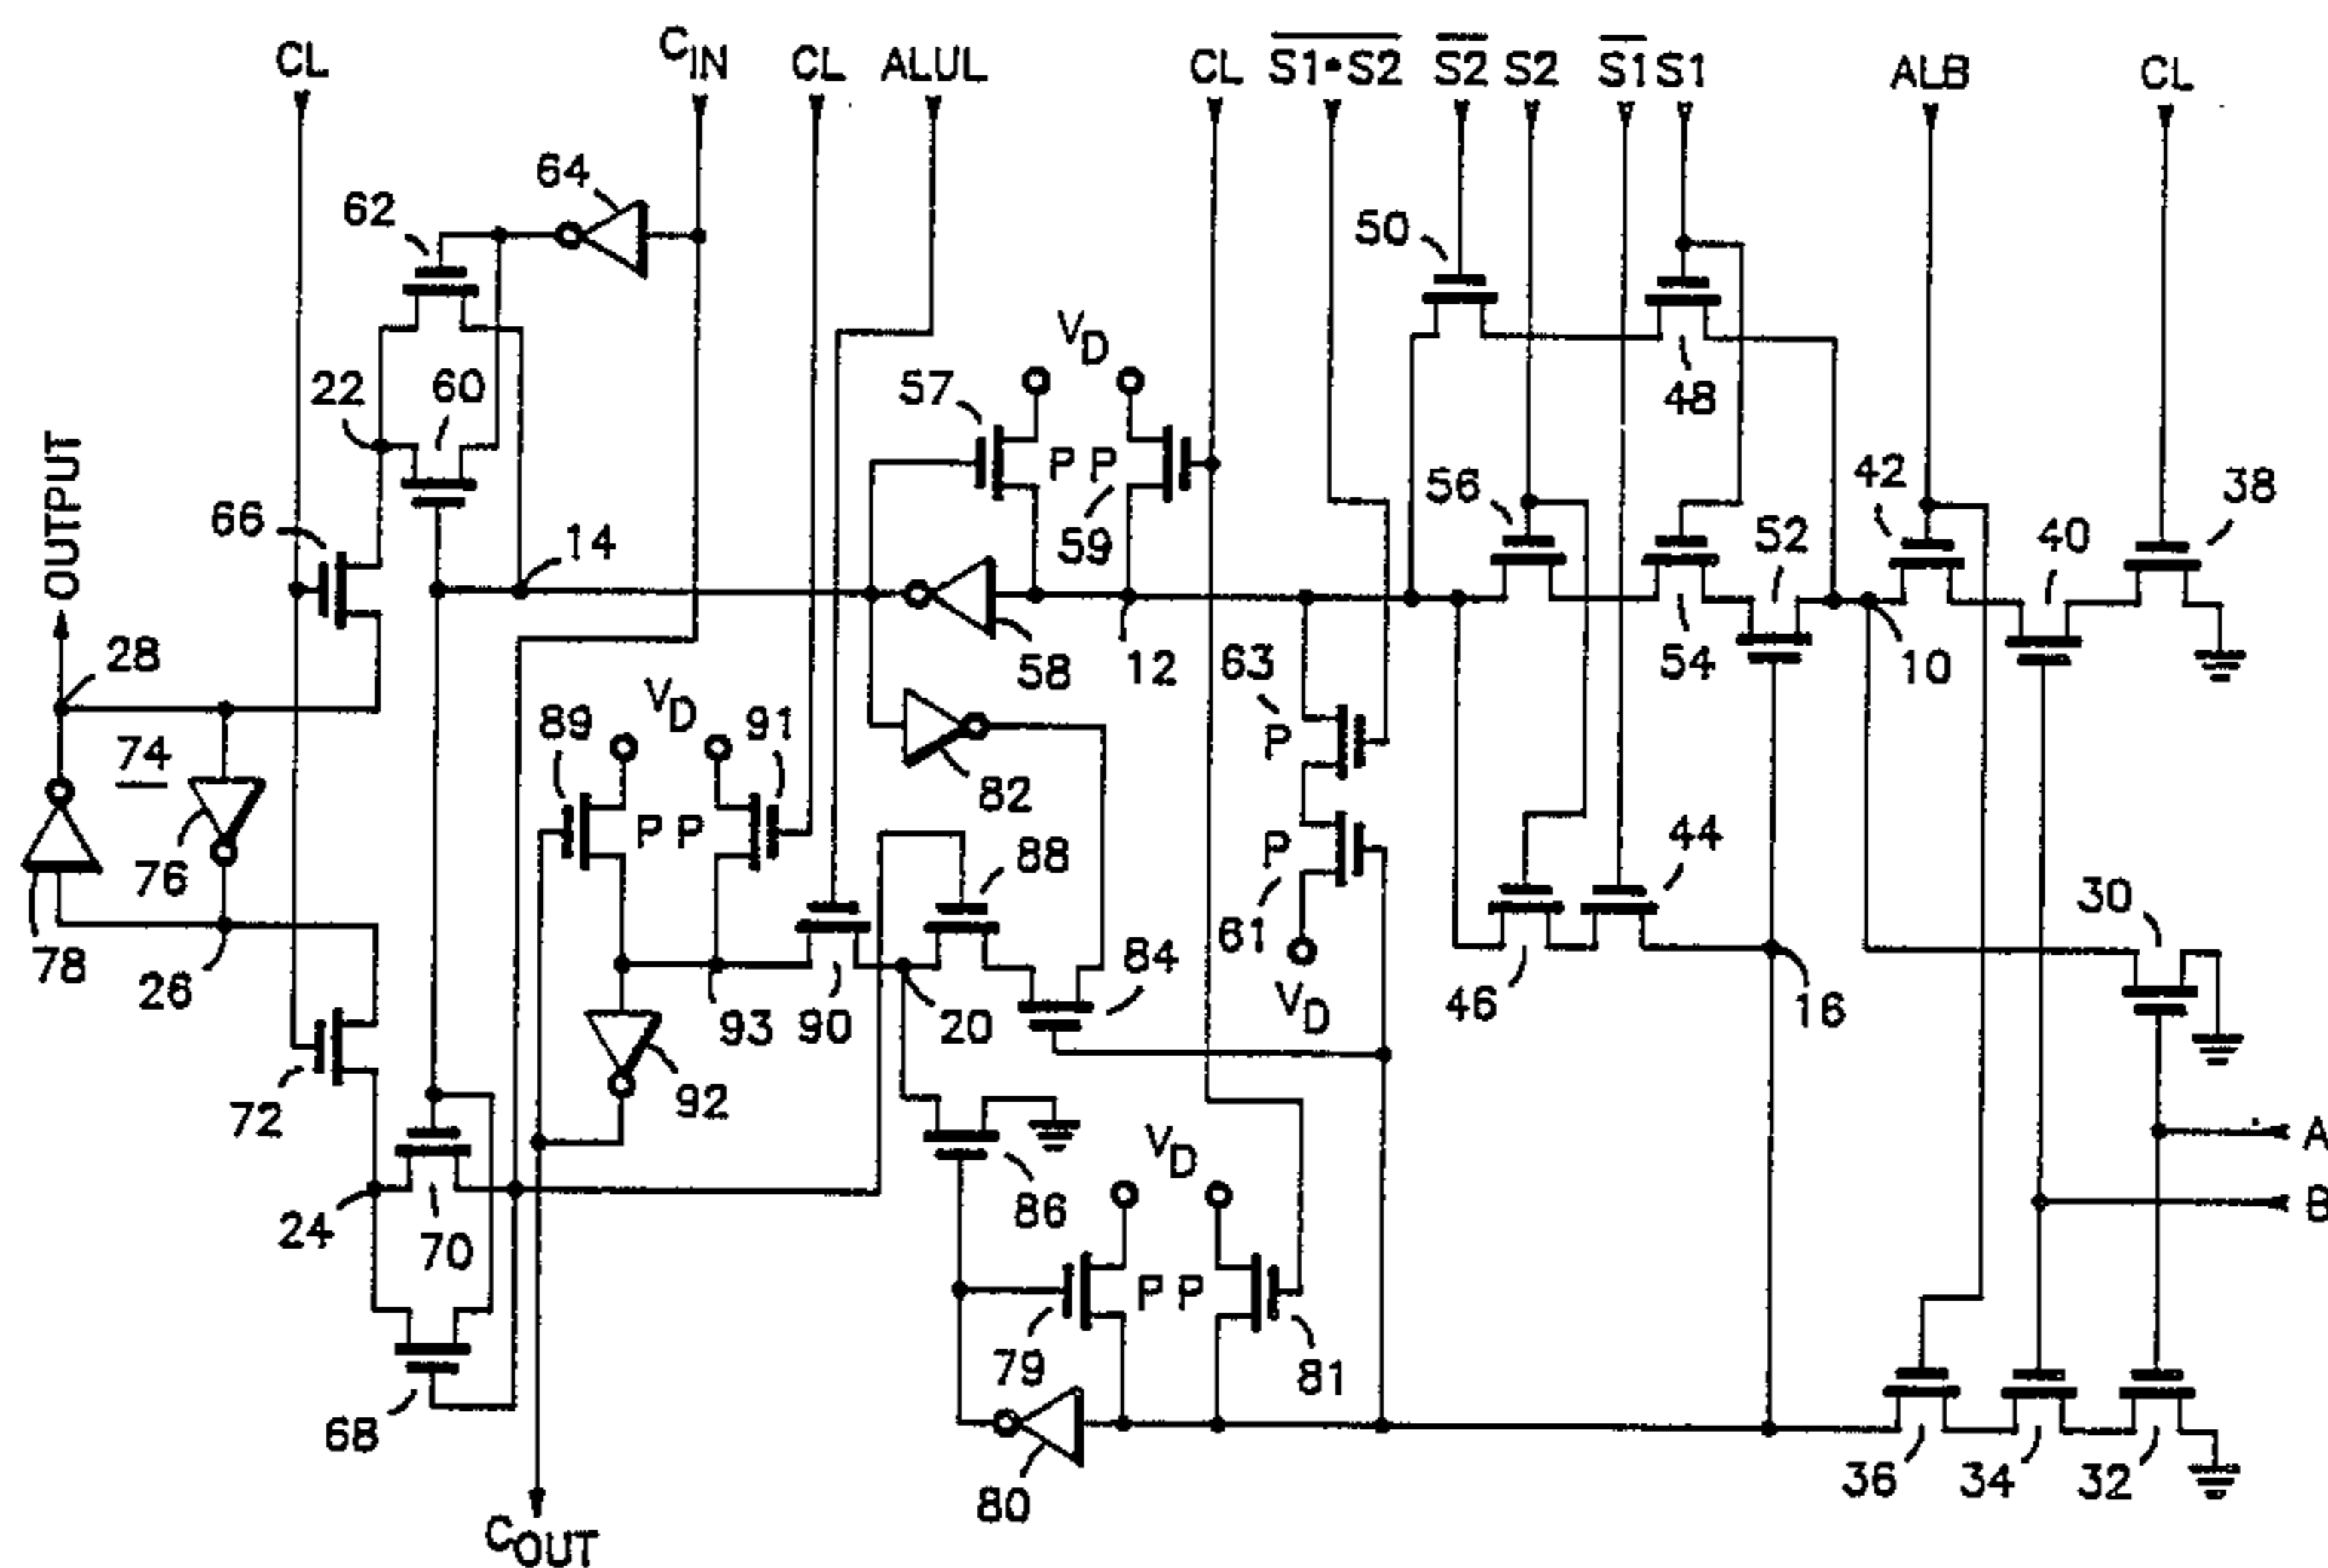 CL C_IN CL ALUL CL S1•S2 S2 S2 S1 S1 ALB CL
64
62
50
V_D
22 60 57 48
P P 42
56 38
66 59 52 40
OUTPUT
14
28 58 12 63 54 10
V_D
89 91 P
74
82
P P P 44
76 88
30
61
78 84
26 V_D 46 16
93 90 20
92
72
A
V_D
B
86
24 70
P P
79 81
68
36 34 32
80
C_OUT